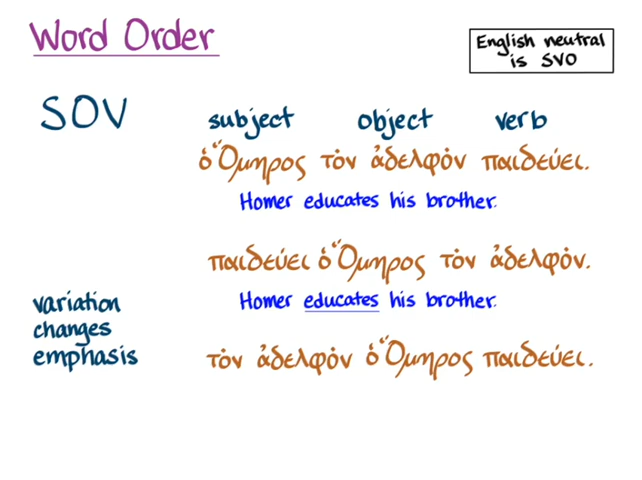 Word Order
English neutral
is SVO
SOV
subject object verb
ὁ Ὅμηρος τὸν ἀδελφὸν παιδεύει.
Homer educates his brother.
παιδεύει ὁ Ὅμηρος τὸν ἀδελφὸν.
Homer educates his brother.
variation
changes
emphasis
τὸν ἀδελφὸν ὁ Ὅμηρος παιδεύει.